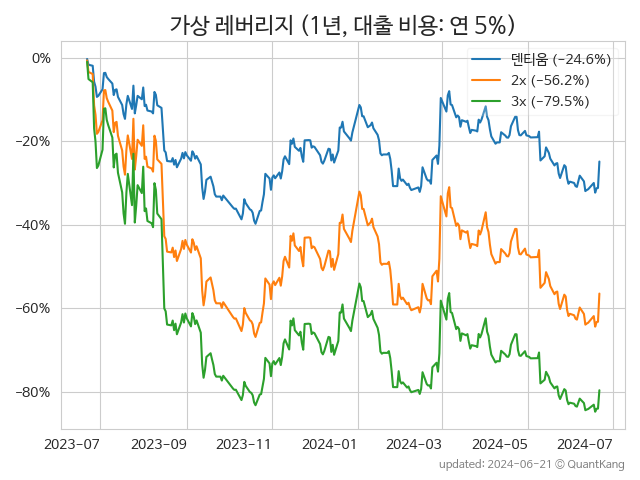 가상 레버리지 (1년, 대출 비용: 연 5%)
덴티움 (−24.6%)
2x (−56.2%)
3x (−79.5%)
0%
−20%
−40%
−60%
−80%
2023−07 2023−09 2023−11 2024−01 2024−03 2024−05 2024−07
updated: 2024-06-21 © QuantKang